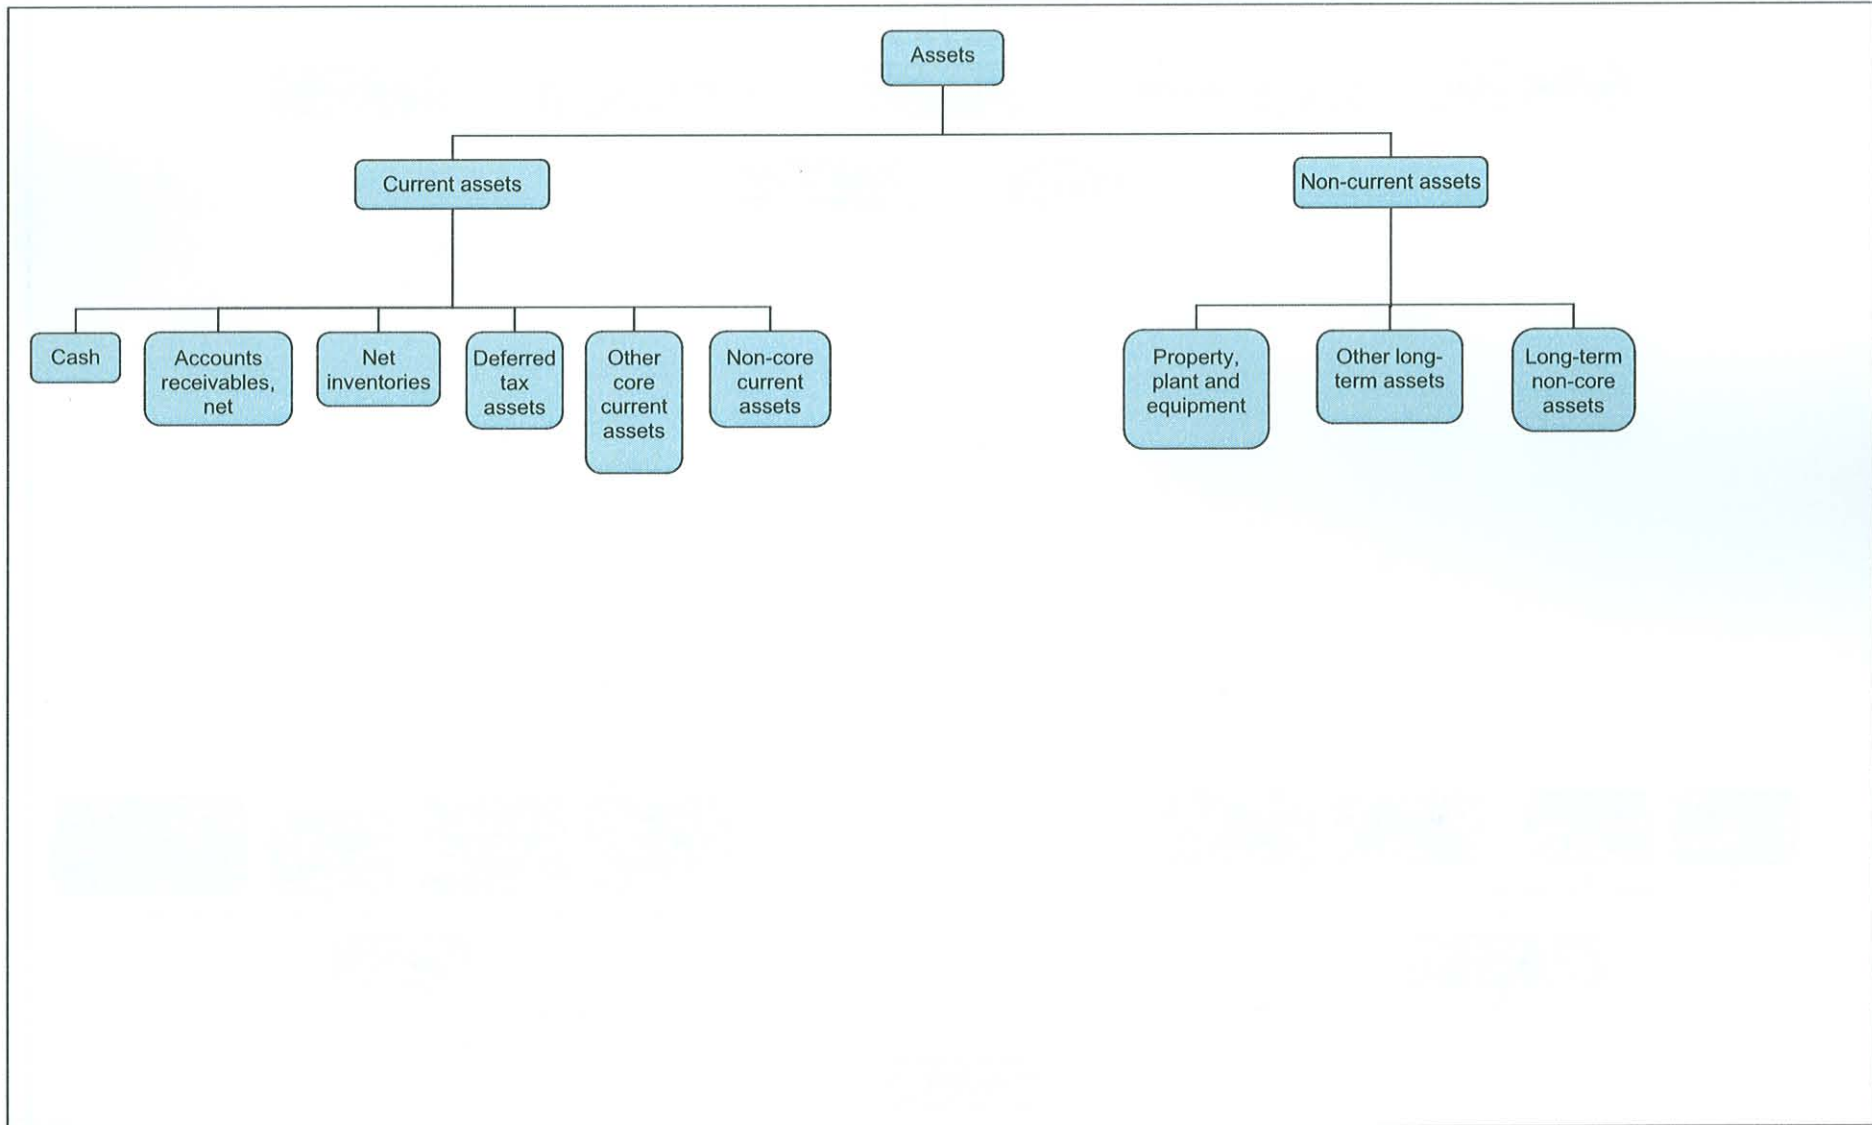 Assets
Current assets
Non-current assets
Cash
Accounts
receivables,
net
Net
inventories
Deferred
tax
assets
Other
core
current
assets
Non-core
current
assets
Property,
plant and
equipment
Other long-
term assets
Long-term
non-core
assets